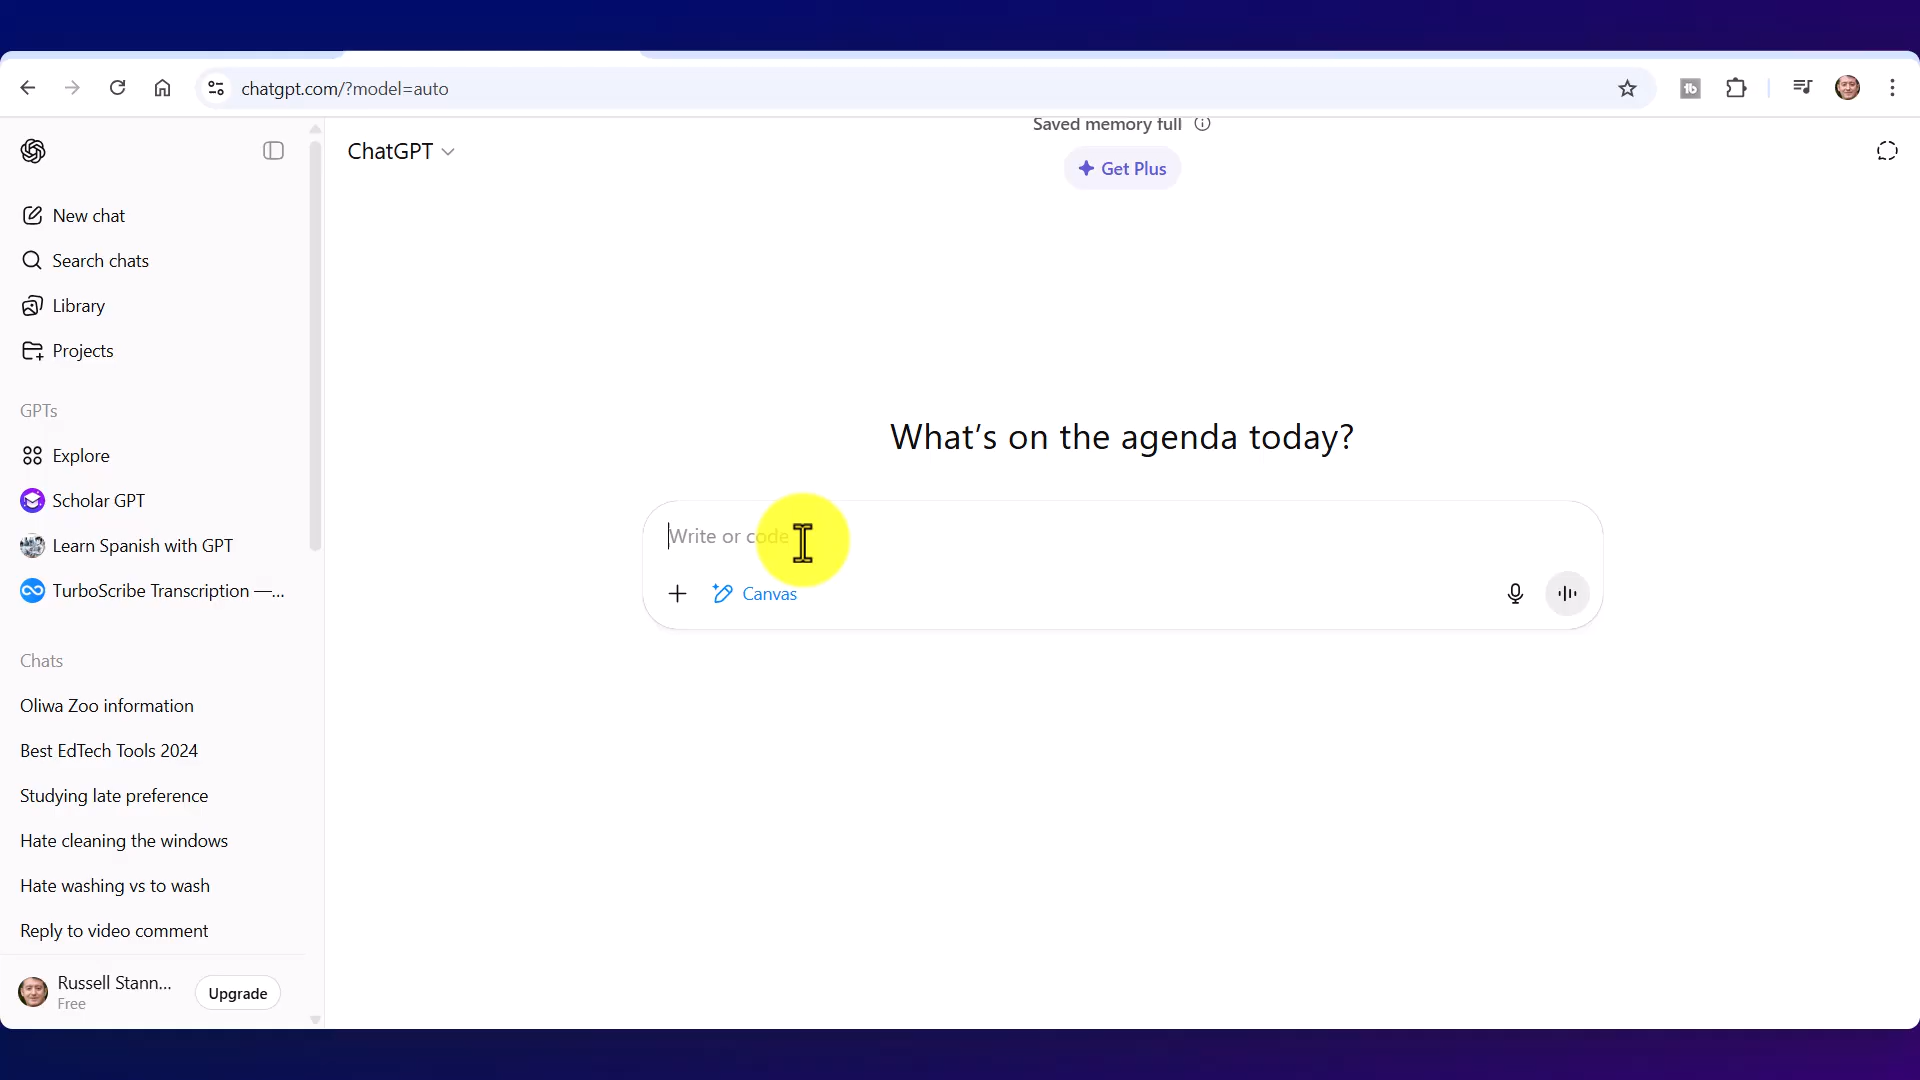 chatgpt.com/?model=auto
ChatGPT
Saved memory full
Get Plus
New chat
Search chats
Library
Projects
GPTs
Explore
Scholar GPT
Learn Spanish with GPT
TurboScribe Transcription —...
Chats
Oliwa Zoo information
Best EdTech Tools 2024
Studying late preference
Hate cleaning the windows
Hate washing vs to wash
Reply to video comment
Russell Stann...
Free
Upgrade
What's on the agenda today?
Write or code
Canvas